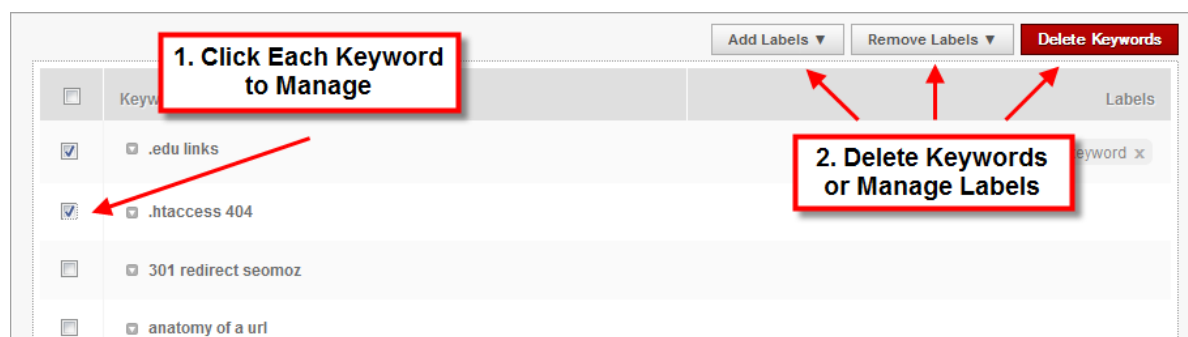 Add Labels ▼
Remove Labels ▼
Delete Keywords
1. Click Each Keyword
to Manage
Labels
.edu links
2. Delete Keywords
or Manage Labels
x
.htaccess 404
301 redirect seomoz
anatomy of a url